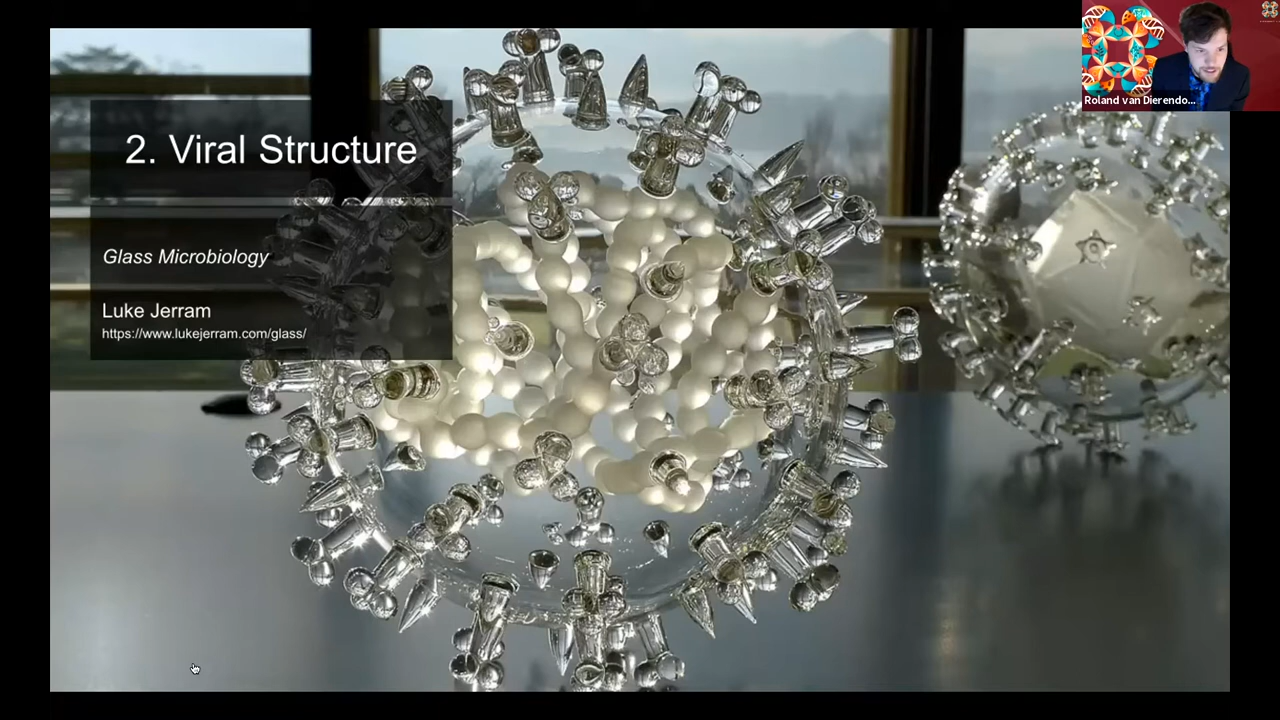 2. Viral Structure
Glass Microbiology
Luke Jerram
https://www.lukejerram.com/glass/
Roland van Dierendo...